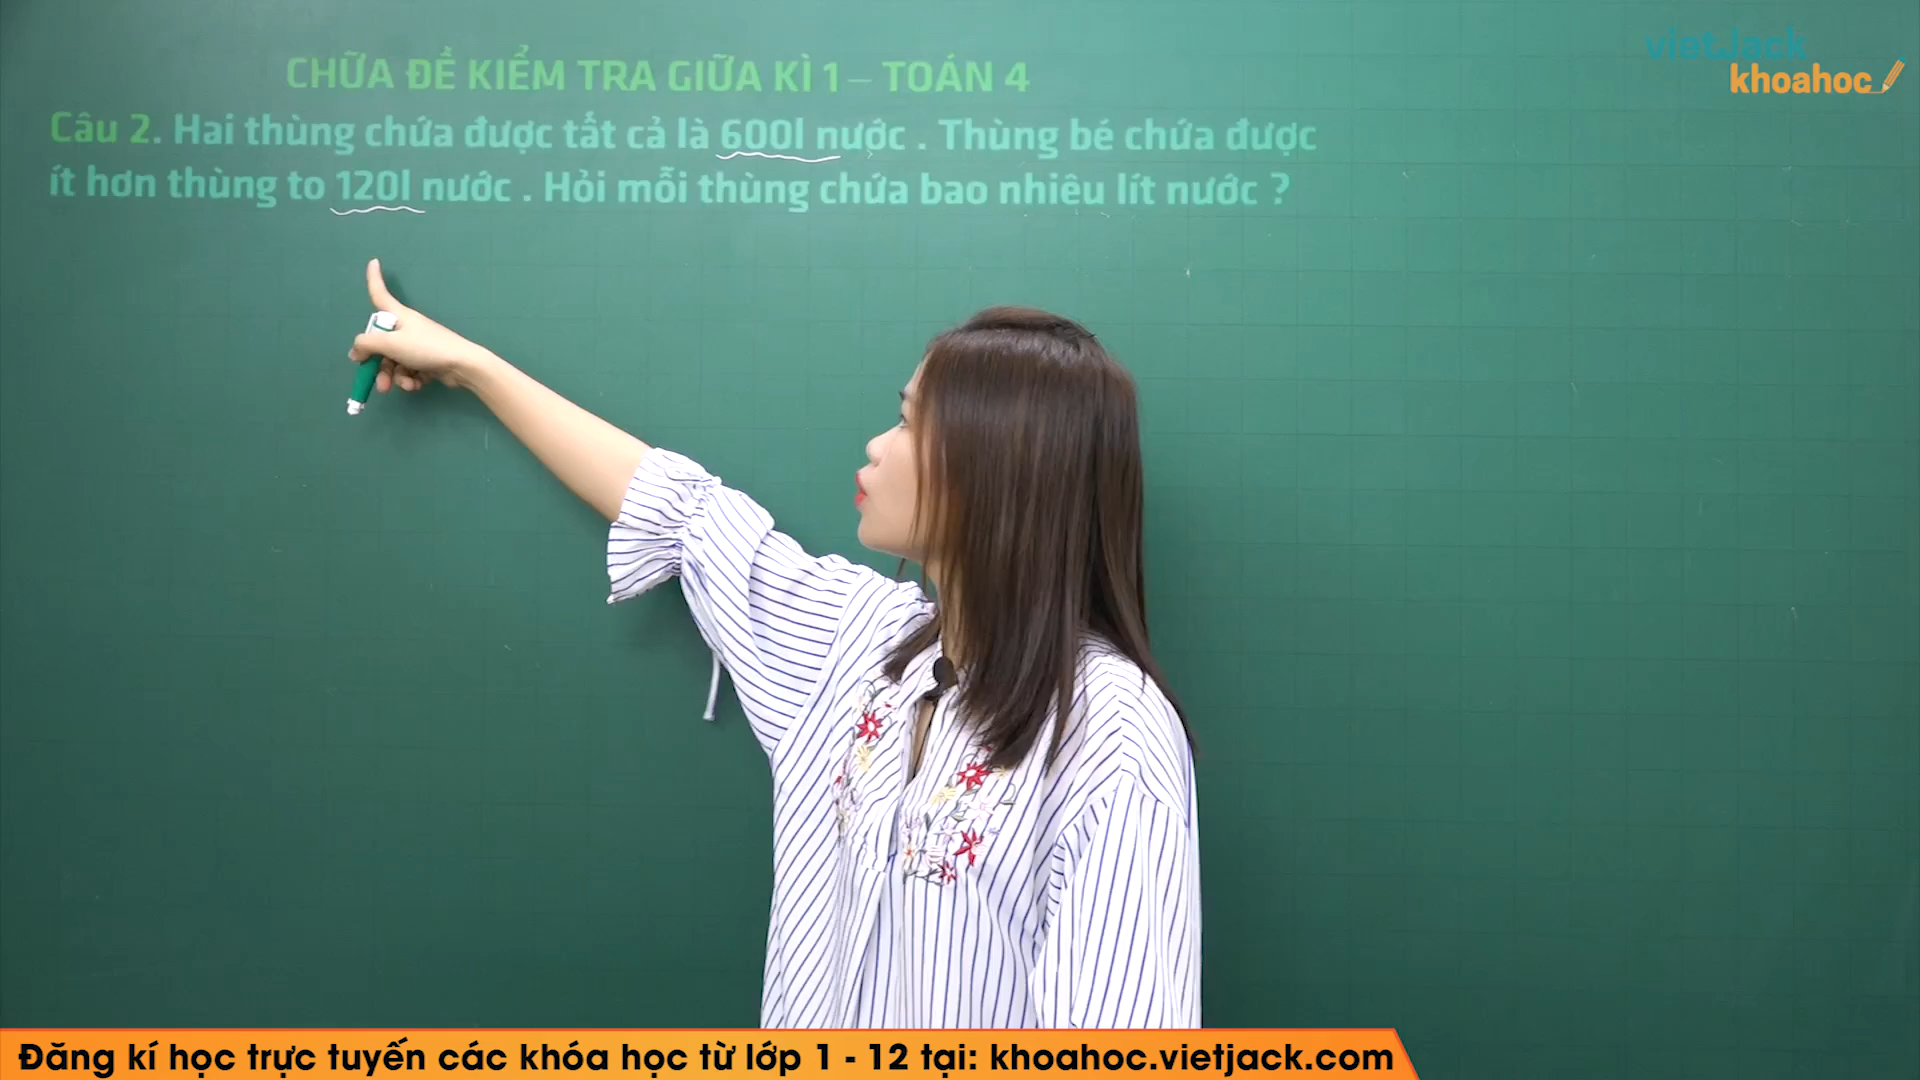 vietJack
khoahoc
CHỮA ĐỀ KIỂM TRA GIỮA KÌ 1 – TOÁN 4
Câu 2. Hai thùng chứa được tất cả là 600l nước . Thùng bé chứa được
ít hơn thùng to 120l nước . Hỏi mỗi thùng chứa bao nhiêu lít nước ?
Đăng kí học trực tuyến các khóa học từ lớp 1 - 12 tại: khoahoc.vietjack.com